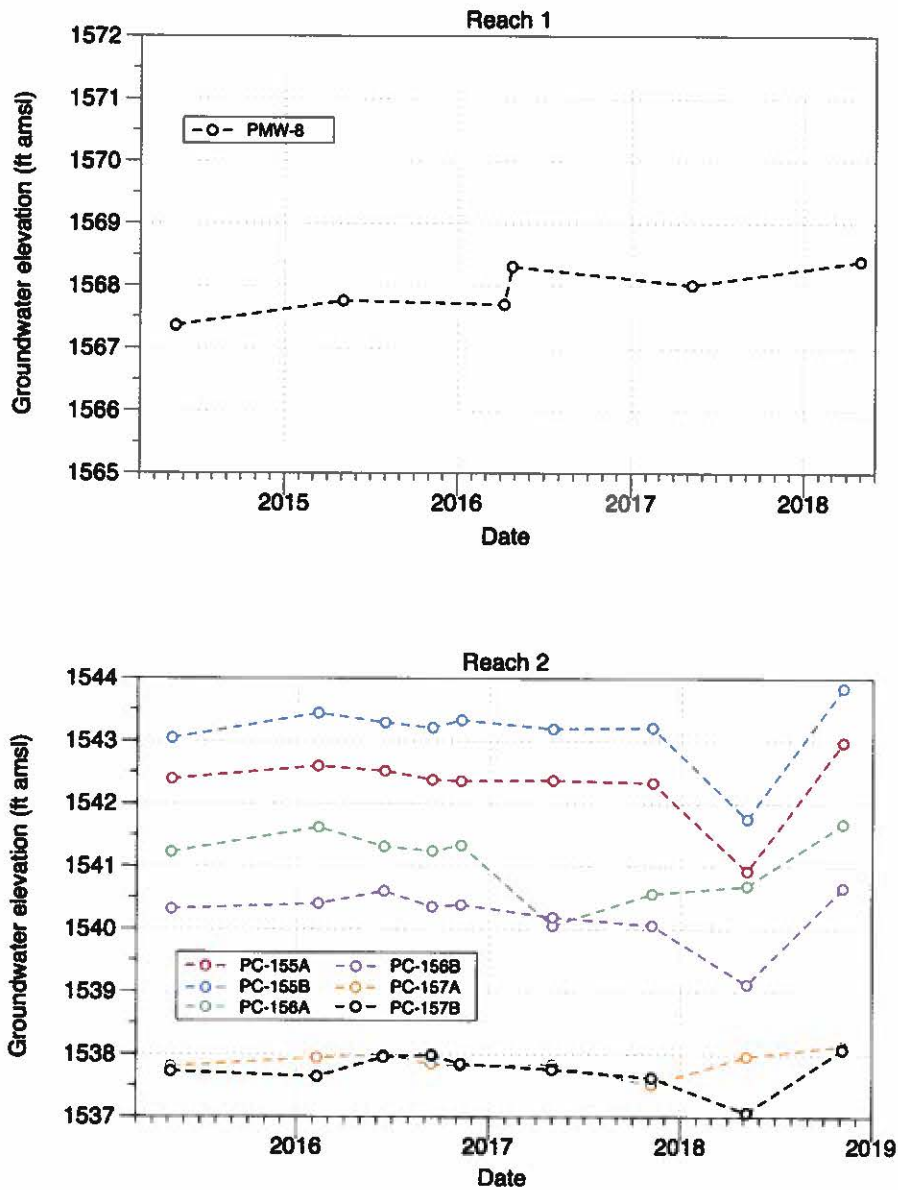 Reach 1
1572
1571
1570
1569
1568
1567
1566
1565
Groundwater elevation (ft amsl)
PMW-8
2015 2016 2017 2018
Date
Reach 2
1544
1543
1542
1541
1540
1539
1538
1537
Groundwater elevation (ft amsl)
PC-155A PC-156B
PC-155B PC-157A
PC-156A PC-157B
2016 2017 2018 2019
Date